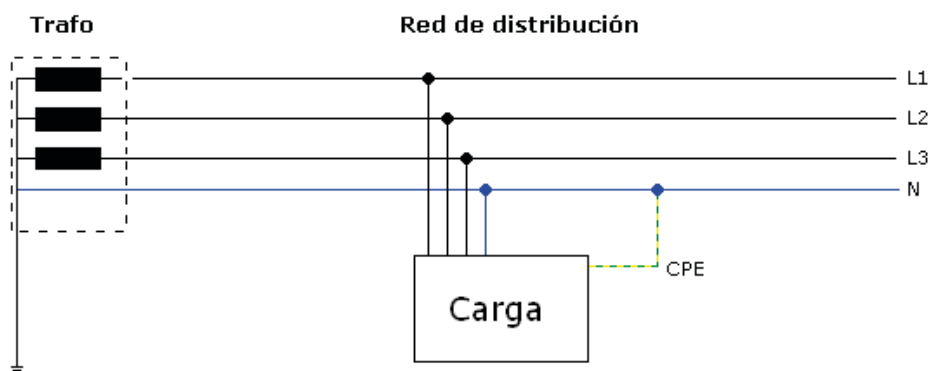 Trafo
Red de distribución
L1
L2
L3
N
CPE
Carga